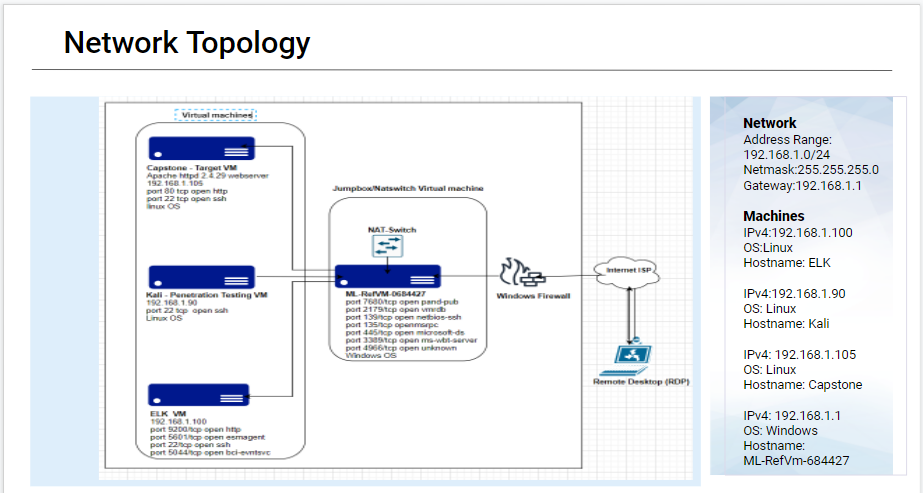 Network Topology
Virtual machines
Capstone - Target VM
Apache httpd 2.4.29 webserver
192.168.1.105
port 80 tcp open http
port 22 tcp open ssh
linux OS
Kali - Penetration Testing VM
192.168.1.90
port 22 tcp open ssh
Linux OS
ELK VM
192.168.1.100
port 9200/tcp open http
port 5601/tcp open esmagent
port 22/tcp open ssh
port 5044/tcp open bci-evntsvc
Jumpbox/Natswitch Virtual machine
NAT-Switch
ML-RefVM-0684427
port 7680/tcp open pand-pub
port 2179/tcp open vmrdb
port 139/tcp open netbios-ssh
port 135/tcp openmsrpc
port 445/tcp open microsoft-ds
port 3389/tcp open ms-wbt-server
port 4966/tcp open unknown
Windows OS
Windows Firewall
Internet ISP
Remote Desktop (RDP)
Network
Address Range:
192.168.1.0/24
Netmask:255.255.255.0
Gateway:192.168.1.1
Machines
IPv4:192.168.1.100
OS:Linux
Hostname: ELK
IPv4:192.168.1.90
OS: Linux
Hostname: Kali
IPv4: 192.168.1.105
OS: Linux
Hostname: Capstone
IPv4: 192.168.1.1
OS: Windows
Hostname:
ML-RefVm-684427